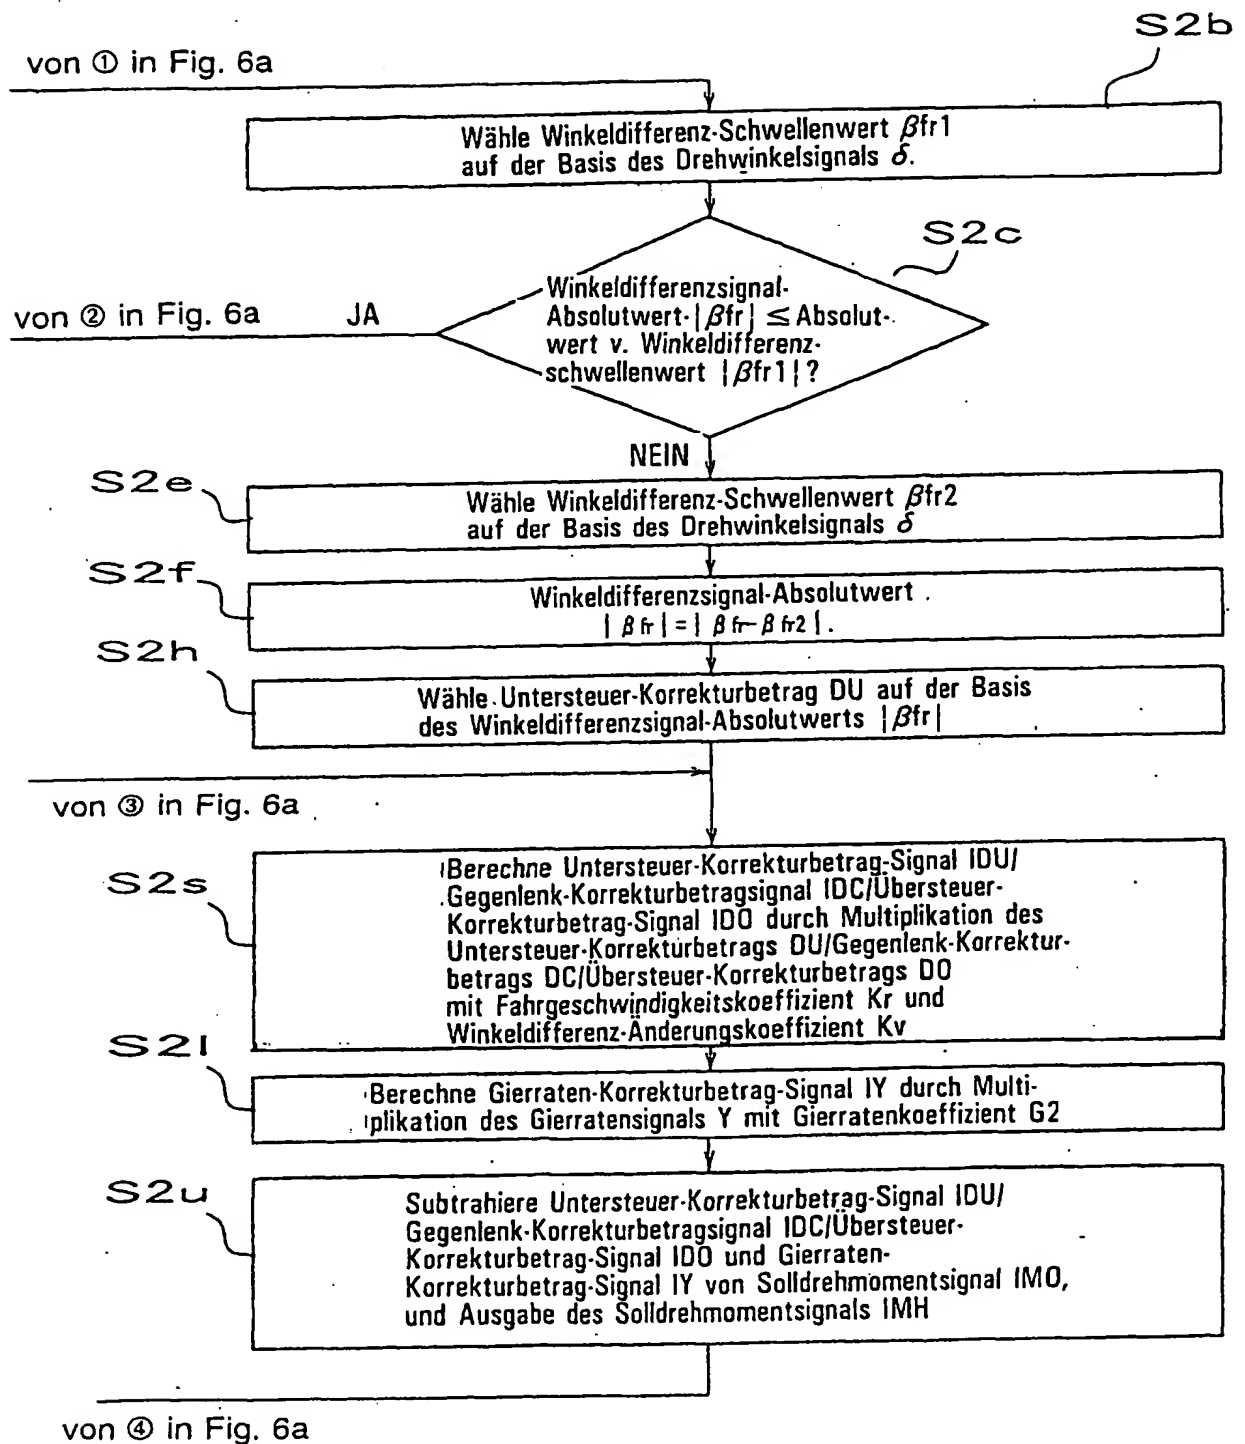 S2b
von ① in Fig. 6a
Wähle Winkeldifferenz-Schwellenwert βfr1
auf der Basis des Drehwinkelsignals δ.
S2c
von ② in Fig. 6a
JA
Winkeldifferenzsignal-
Absolutwert-|βfr| ≦ Absolut-
wert v. Winkeldifferenz-
schwellenwert |βfr1|?
NEIN
S2e
Wähle Winkeldifferenz-Schwellenwert βfr2
auf der Basis des Drehwinkelsignals δ
S2f
Winkeldifferenzsignal-Absolutwert
| β fr | = | β fr- β fr2 |.
S2h
Wähle Untersteuer-Korrekturbetrag DU auf der Basis
des Winkeldifferenzsignal-Absolutwerts |βfr|
von ③ in Fig. 6a
S2s
Berechne Untersteuer-Korrekturbetrag-Signal IDU/
Gegenlenk-Korrekturbetragsignal IDC/Übersteuer-
Korrekturbetrag-Signal IDO durch Multiplikation des
Untersteuer-Korrekturbetrags DU/Gegenlenk-Korrektur-
betrags DC/Übersteuer-Korrekturbetrags DO
mit Fahrgeschwindigkeitskoeffizient Kr und
Winkeldifferenz-Änderungskoeffizient Kv
S2l
Berechne Gierraten-Korrekturbetrag-Signal IY durch Multi-
plikation des Gierratensignals Y mit Gierratenkoeffizient G2
S2u
Subtrahiere Untersteuer-Korrekturbetrag-Signal IDU/
Gegenlenk-Korrekturbetragsignal IDC/Übersteuer-
Korrekturbetrag-Signal IDO und Gierraten-
Korrekturbetrag-Signal IY von Solldrehmomentsignal IMO,
und Ausgabe des Solldrehmomentsignals IMH
von ④ in Fig. 6a